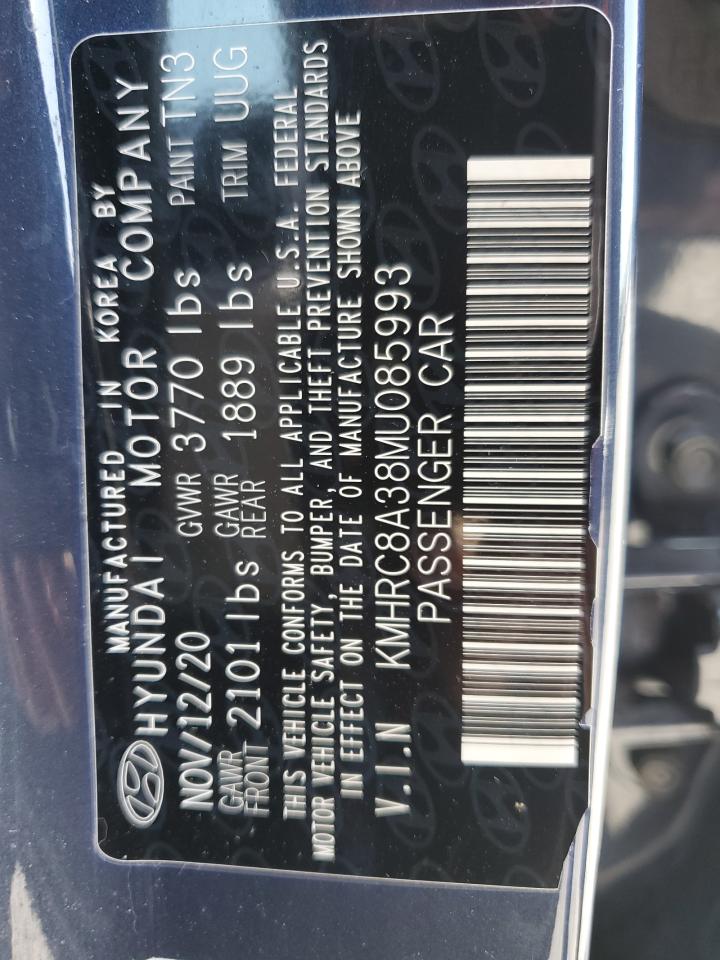 MANUFACTURED IN KOREA BY
HYUNDAI MOTOR COMPANY
NOV/12/20 GVWR 3770 lbs PAINT TN3
GAWR FRONT 2101 lbs GAWR REAR 1889 lbs TRIM UUG
THIS VEHICLE CONFORMS TO ALL APPLICABLE U.S.A. FEDERAL
MOTOR VEHICLE SAFETY, BUMPER, AND THEFT PREVENTION STANDARDS
IN EFFECT ON THE DATE OF MANUFACTURE SHOWN ABOVE
V.I.N KMHRC8A38MU085993
PASSENGER CAR